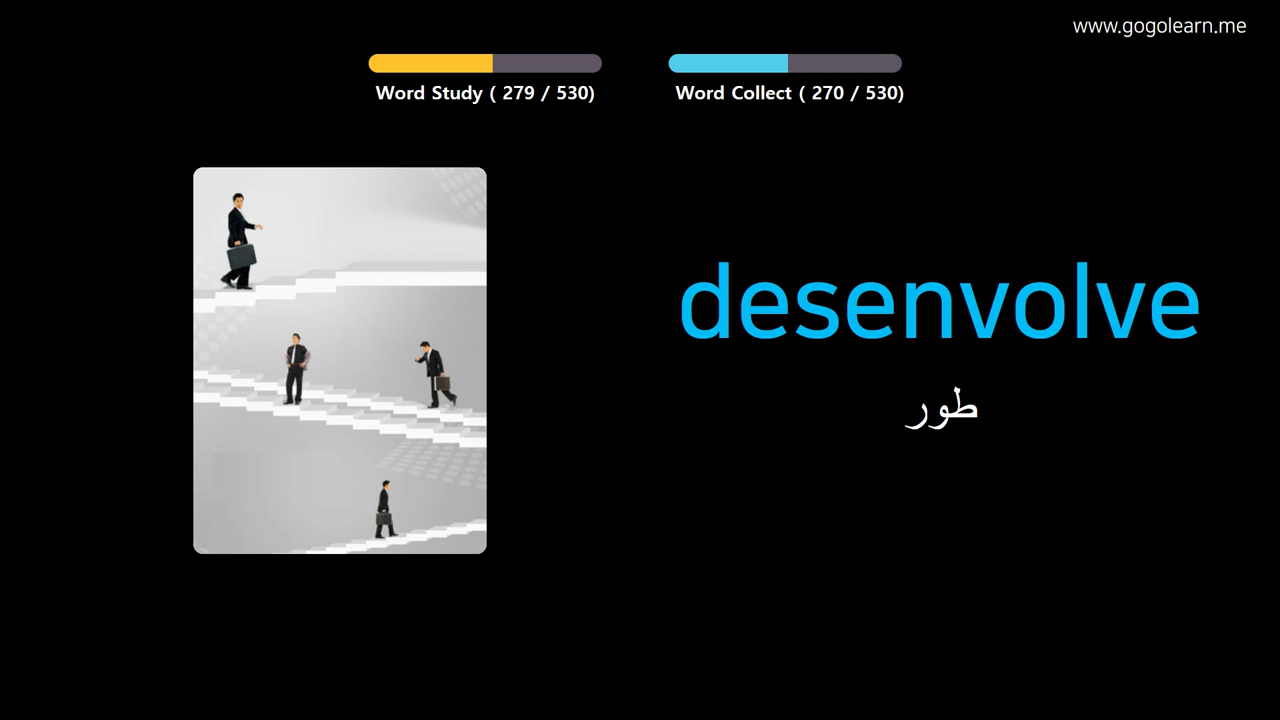 www.gogolearn.me
Word Study ( 279 / 530)
Word Collect ( 270 / 530)
desenvolve
طور